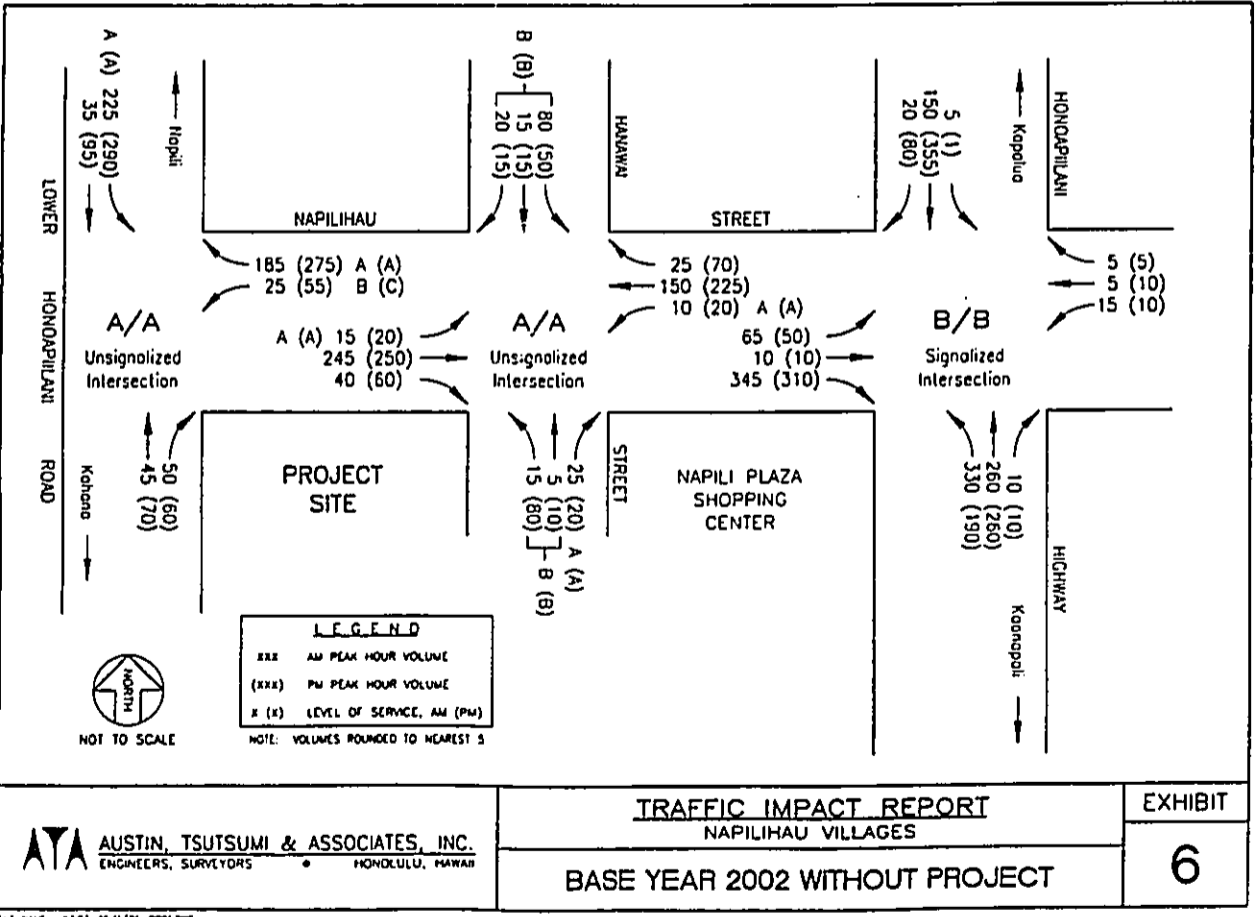 A (A) 225 (290)
35 (95)
Napili
B (B)
80 (50)
15 (15)
20 (15)
HANAWAI
5 (1)
150 (355)
20 (80)
Kapalua
HONOAPIILANI
LOWER HONOAPIILANI ROAD
NAPILIHAU STREET
185 (275) A (A)
25 (55) B (C)
25 (70)
150 (225)
10 (20) A (A)
5 (5)
5 (10)
15 (10)
A/A
Unsignalized
Intersection
A (A) 15 (20)
245 (250)
40 (60)
A/A
Unsignalized
Intersection
65 (50)
10 (10)
345 (310)
B/B
Signalized
Intersection
Kahana
50 (60)
45 (70)
PROJECT
SITE
25 (20) A (A)
5 (10)
15 (80)
B (B)
STREET
NAPILI PLAZA
SHOPPING
CENTER
10 (10)
260 (260)
330 (190)
HIGHWAY
Kaanapali
LEGEND
xxx AM PEAK HOUR VOLUME
(xxx) PM PEAK HOUR VOLUME
x (x) LEVEL OF SERVICE, AM (PM)
NOTE: VOLUMES ROUNDED TO NEAREST 5
NORTH
NOT TO SCALE
ATA
AUSTIN, TSUTSUMI & ASSOCIATES, INC.
ENGINEERS, SURVEYORS • HONOLULU, HAWAII
TRAFFIC IMPACT REPORT
NAPILIHAU VILLAGES
BASE YEAR 2002 WITHOUT PROJECT
EXHIBIT
6